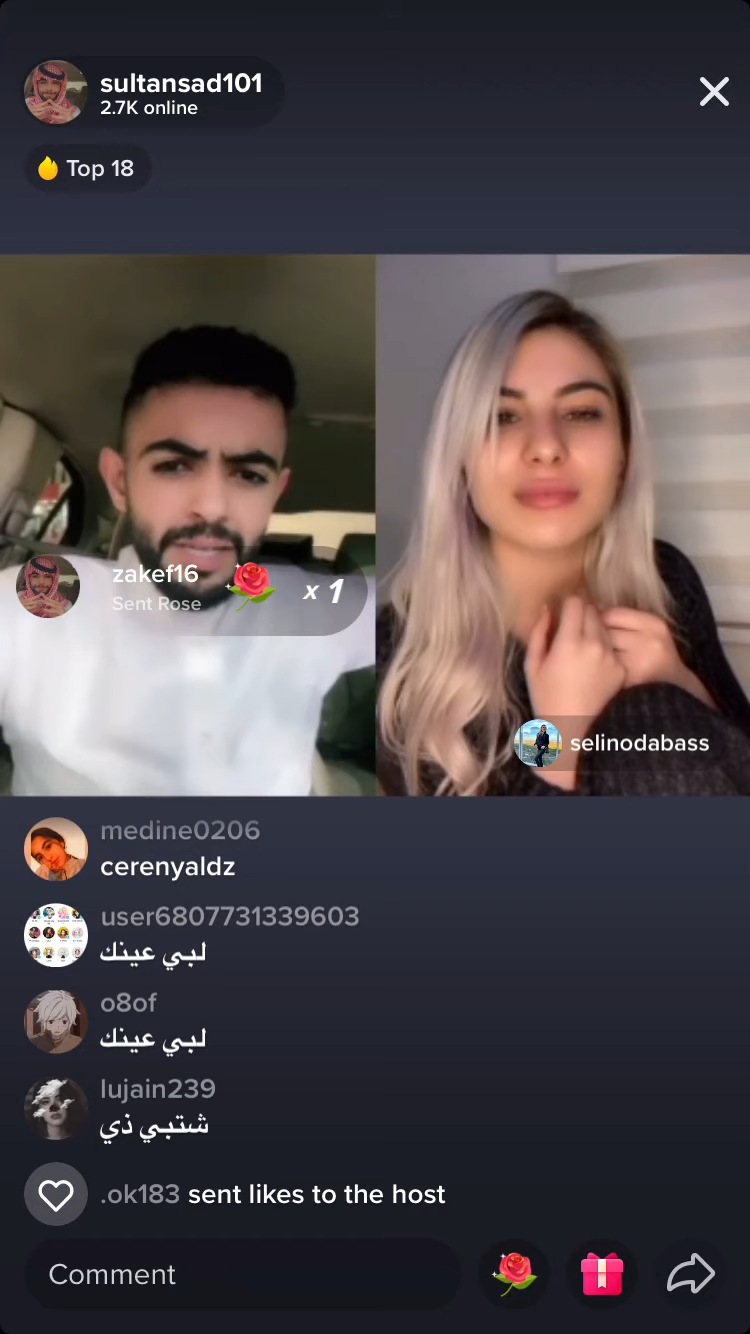 sultansad101
2.7K online
Top 18
zakef16
Sent Rose
x 1
selinodabass
medine0206
cerenyaldz
user6807731339603
لبي عينك
o8of
لبي عينك
lujain239
شتبي ذي
.ok183 sent likes to the host
Comment